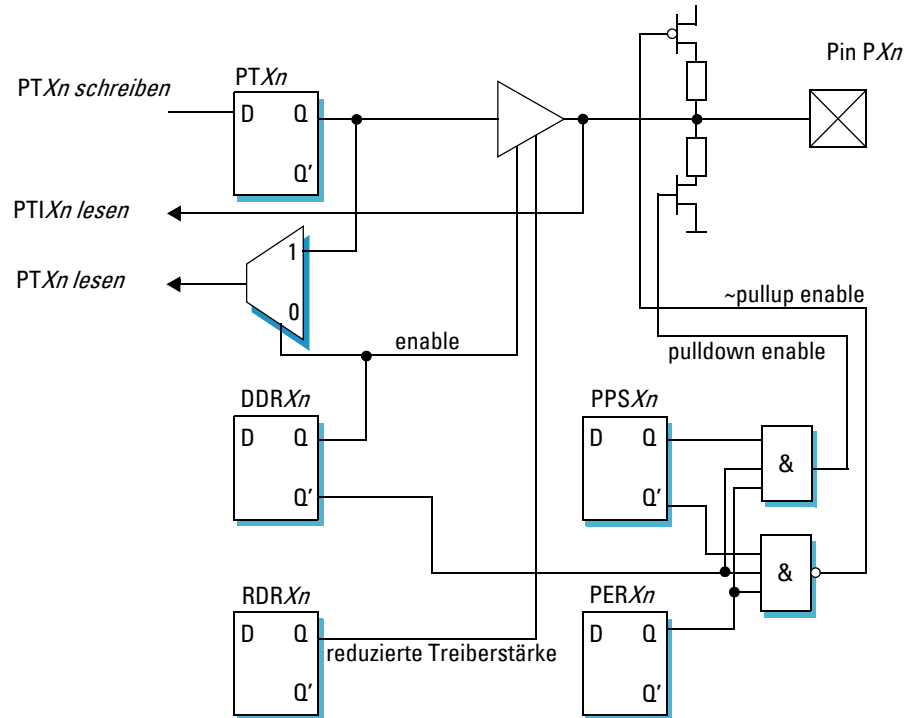 Pin PXn
PTXn
PTXn schreiben
D Q
Q'
PTIXn lesen
PTXn lesen
1
0
~pullup enable
enable
pulldown enable
DDRXn
D Q
Q'
PPSXn
D Q
Q'
&
&
RDRXn
D Q
Q'
reduzierte Treiberstärke
PERXn
D Q
Q'